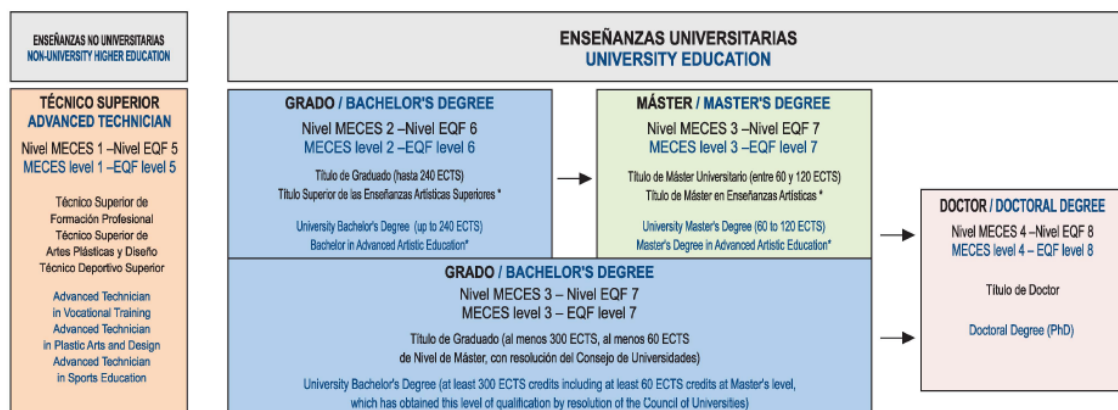 ENSEÑANZAS NO UNIVERSITARIAS
NON-UNIVERSITY HIGHER EDUCATION
TÉCNICO SUPERIOR
ADVANCED TECHNICIAN
Nivel MECES 1 –Nivel EQF 5
MECES level 1 –EQF level 5
Técnico Superior de
Formación Profesional
Técnico Superior de
Artes Plásticas y Diseño
Técnico Deportivo Superior
Advanced Technician
in Vocational Training
Advanced Technician
in Plastic Arts and Design
Advanced Technician
in Sports Education
ENSEÑANZAS UNIVERSITARIAS
UNIVERSITY EDUCATION
GRADO / BACHELOR'S DEGREE
Nivel MECES 2 –Nivel EQF 6
MECES level 2 –EQF level 6
Título de Graduado (hasta 240 ECTS)
Título Superior de las Enseñanzas Artísticas Superiores *
University Bachelor's Degree (up to 240 ECTS)
Bachelor in Advanced Artistic Education*
MÁSTER / MASTER'S DEGREE
Nivel MECES 3 –Nivel EQF 7
MECES level 3 –EQF level 7
Título de Máster Universitario (entre 60 y 120 ECTS)
Título de Máster en Enseñanzas Artísticas *
University Master's Degree (60 to 120 ECTS)
Master's Degree in Advanced Artistic Education*
GRADO / BACHELOR'S DEGREE
Nivel MECES 3 – Nivel EQF 7
MECES level 3 – EQF level 7
Título de Graduado (al menos 300 ECTS, al menos 60 ECTS
de Nivel de Máster, con resolución del Consejo de Universidades)
University Bachelor's Degree (at least 300 ECTS credits including at least 60 ECTS credits at Master's level,
which has obtained this level of qualification by resolution of the Council of Universities)
DOCTOR / DOCTORAL DEGREE
Nivel MECES 4 –Nivel EQF 8
MECES level 4 – EQF level 8
Título de Doctor
Doctoral Degree (PhD)